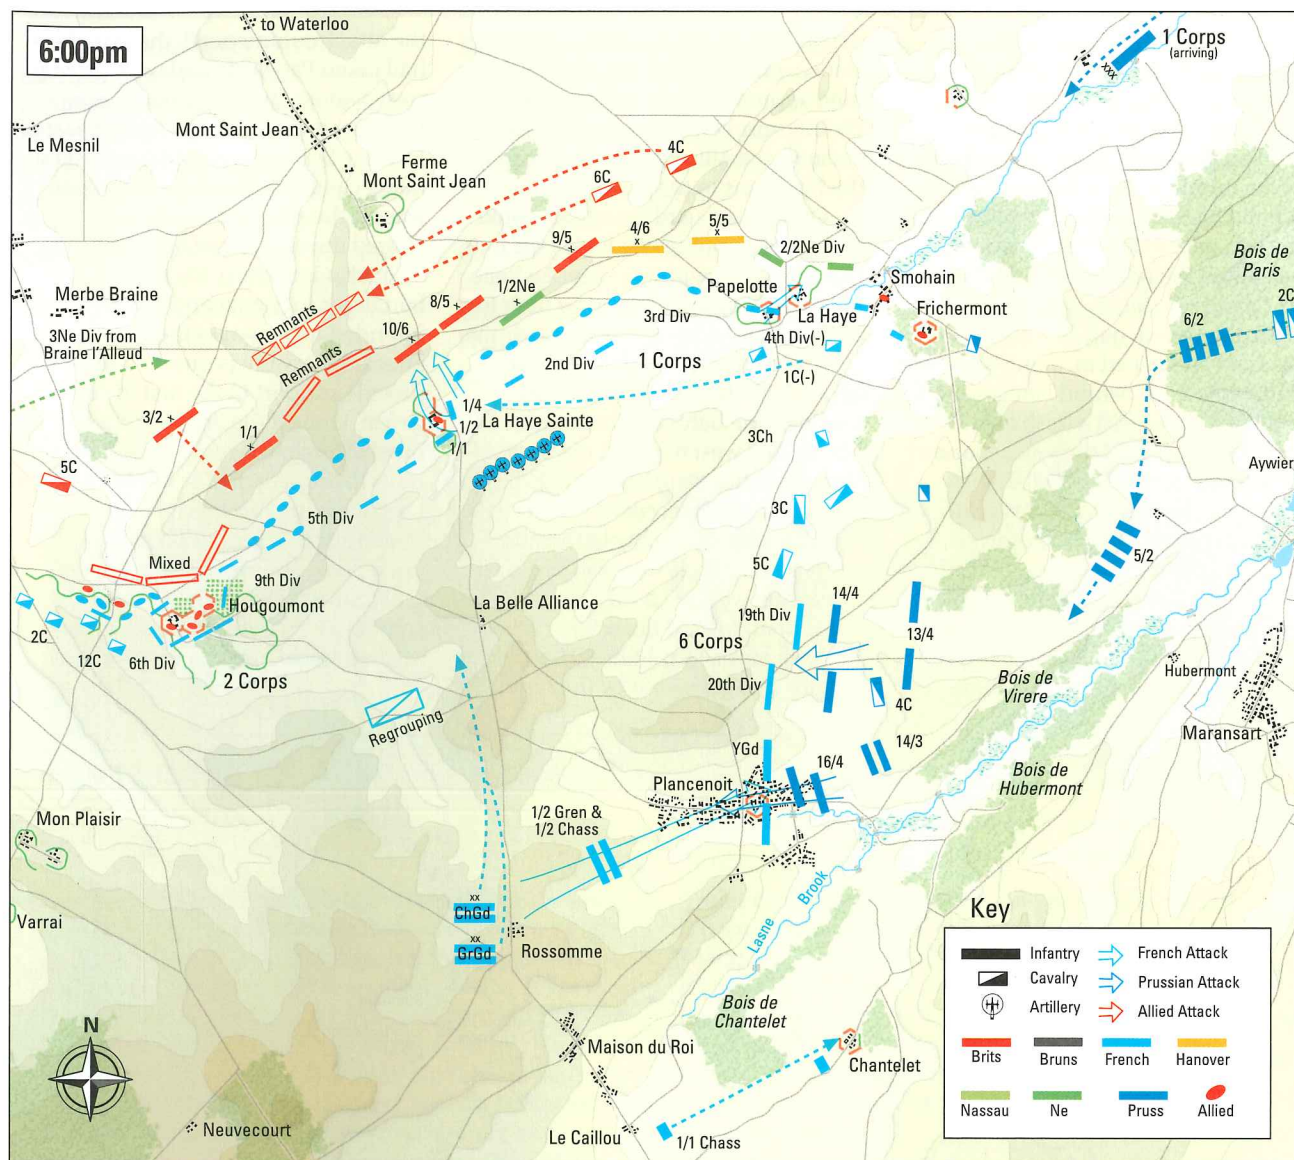 6:00pm
to Waterloo
1 Corps
(arriving)
xxx
Le Mesnil
Mont Saint Jean
Ferme
Mont Saint Jean
4C
6C
9/5
4/6
x
5/5
x
2/2Ne Div
Bois de
Paris
2C
6/2
Merbe Braine
3Ne Div from
Braine l'Alleud
Remnants
Remnants
8/5
x
10/6
x
1/2Ne
x
x
Papelotte
Smohain
La Haye
Frichermont
3rd Div
4th Div(-)
2nd Div
1 Corps
1C(-)
3/2
x
1/1
x
5C
1/4
1/2
1/1
La Haye Sainte
3Ch
Aywier
5th Div
3C
5C
5/2
Mixed
9th Div
Hougoumont
2C
12C
6th Div
2 Corps
La Belle Alliance
19th Div
14/4
6 Corps
13/4
20th Div
4C
Bois de
Virere
Hubermont
Maransart
Regrouping
YGd
14/3
16/4
Plancenoit
Bois de
Hubermont
1/2 Gren &
1/2 Chass
Mon Plaisir
Varrai
xx
ChGd
xx
GrGd
Rossomme
Lasne Brook
Bois de
Chantelet
Maison du Roi
Chantelet
Le Caillou
1/1 Chass
Neuvecourt
N
Key
Infantry
French Attack
Cavalry
Prussian Attack
Artillery
Allied Attack
Brits
Bruns
French
Hanover
Nassau
Ne
Pruss
Allied